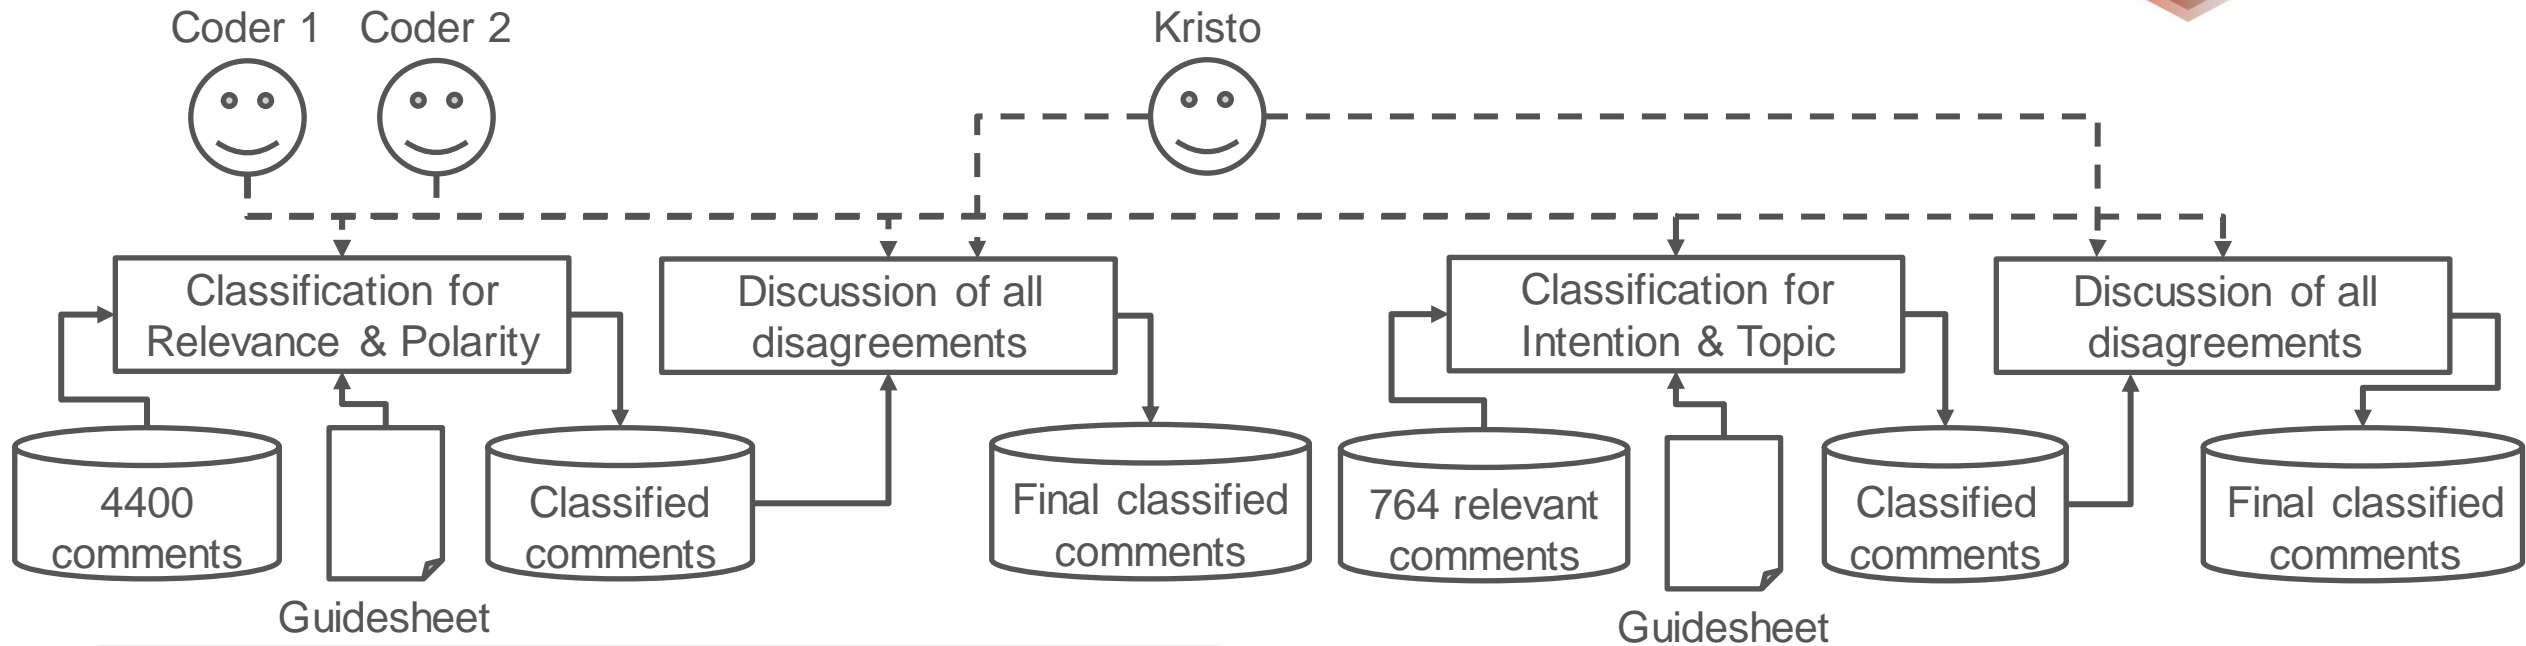 Coder 1
Coder 2
Kristo
Classification for
Relevance & Polarity
Discussion of all
disagreements
Classification for
Intention & Topic
Discussion of all
disagreements
4400
comments
Guidesheet
Classified
comments
Final classified
comments
764 relevant
comments
Guidesheet
Classified
comments
Final classified
comments